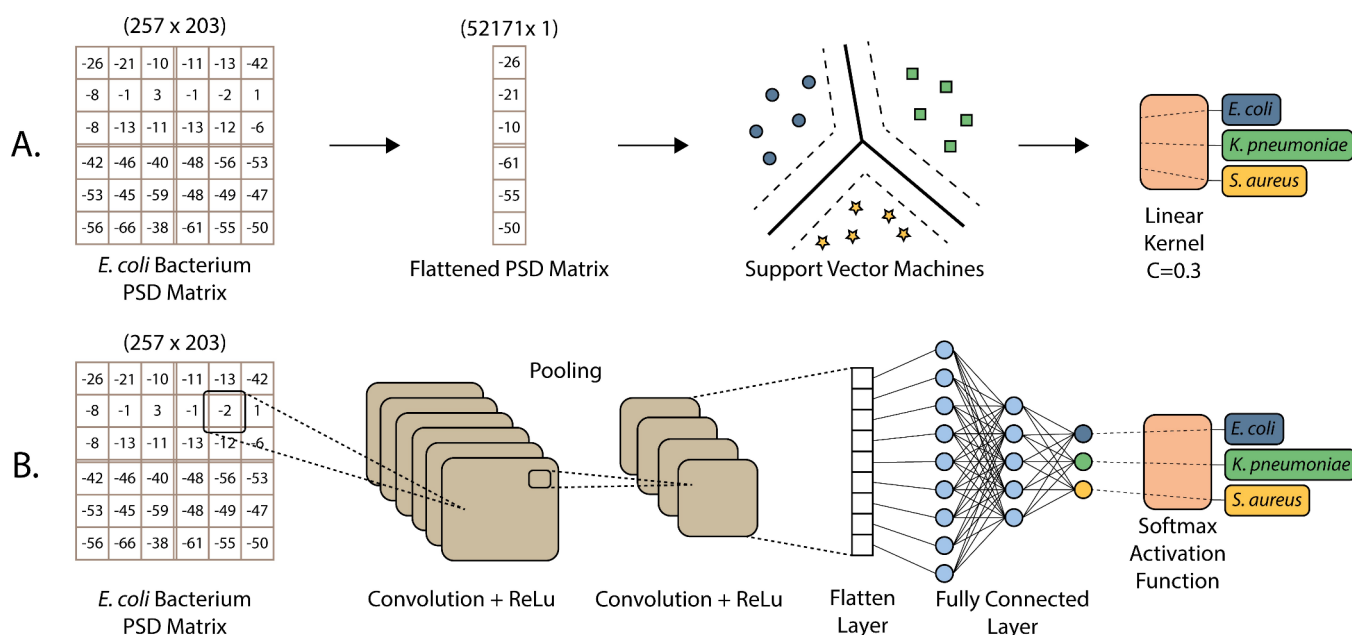 (257 x 203)
(52171x 1)
A.
-26 -21 -10 -11 -13 -42
-8 -1 3 -1 -2 1
-8 -13 -11 -13 -12 -6
-42 -46 -40 -48 -56 -53
-53 -45 -59 -48 -49 -47
-56 -66 -38 -61 -55 -50
E. coli Bacterium
PSD Matrix
-26
-21
-10
-61
-55
-50
Flattened PSD Matrix
Support Vector Machines
E. coli
K. pneumoniae
S. aureus
Linear
Kernel
C=0.3
B.
(257 x 203)
-26 -21 -10 -11 -13 -42
-8 -1 3 -1 -2 1
-8 -13 -11 -13 -12 -6
-42 -46 -40 -48 -56 -53
-53 -45 -59 -48 -49 -47
-56 -66 -38 -61 -55 -50
E. coli Bacterium
PSD Matrix
Convolution + ReLu
Pooling
Convolution + ReLu
Flatten
Layer
Fully Connected
Layer
E. coli
K. pneumoniae
S. aureus
Softmax
Activation
Function